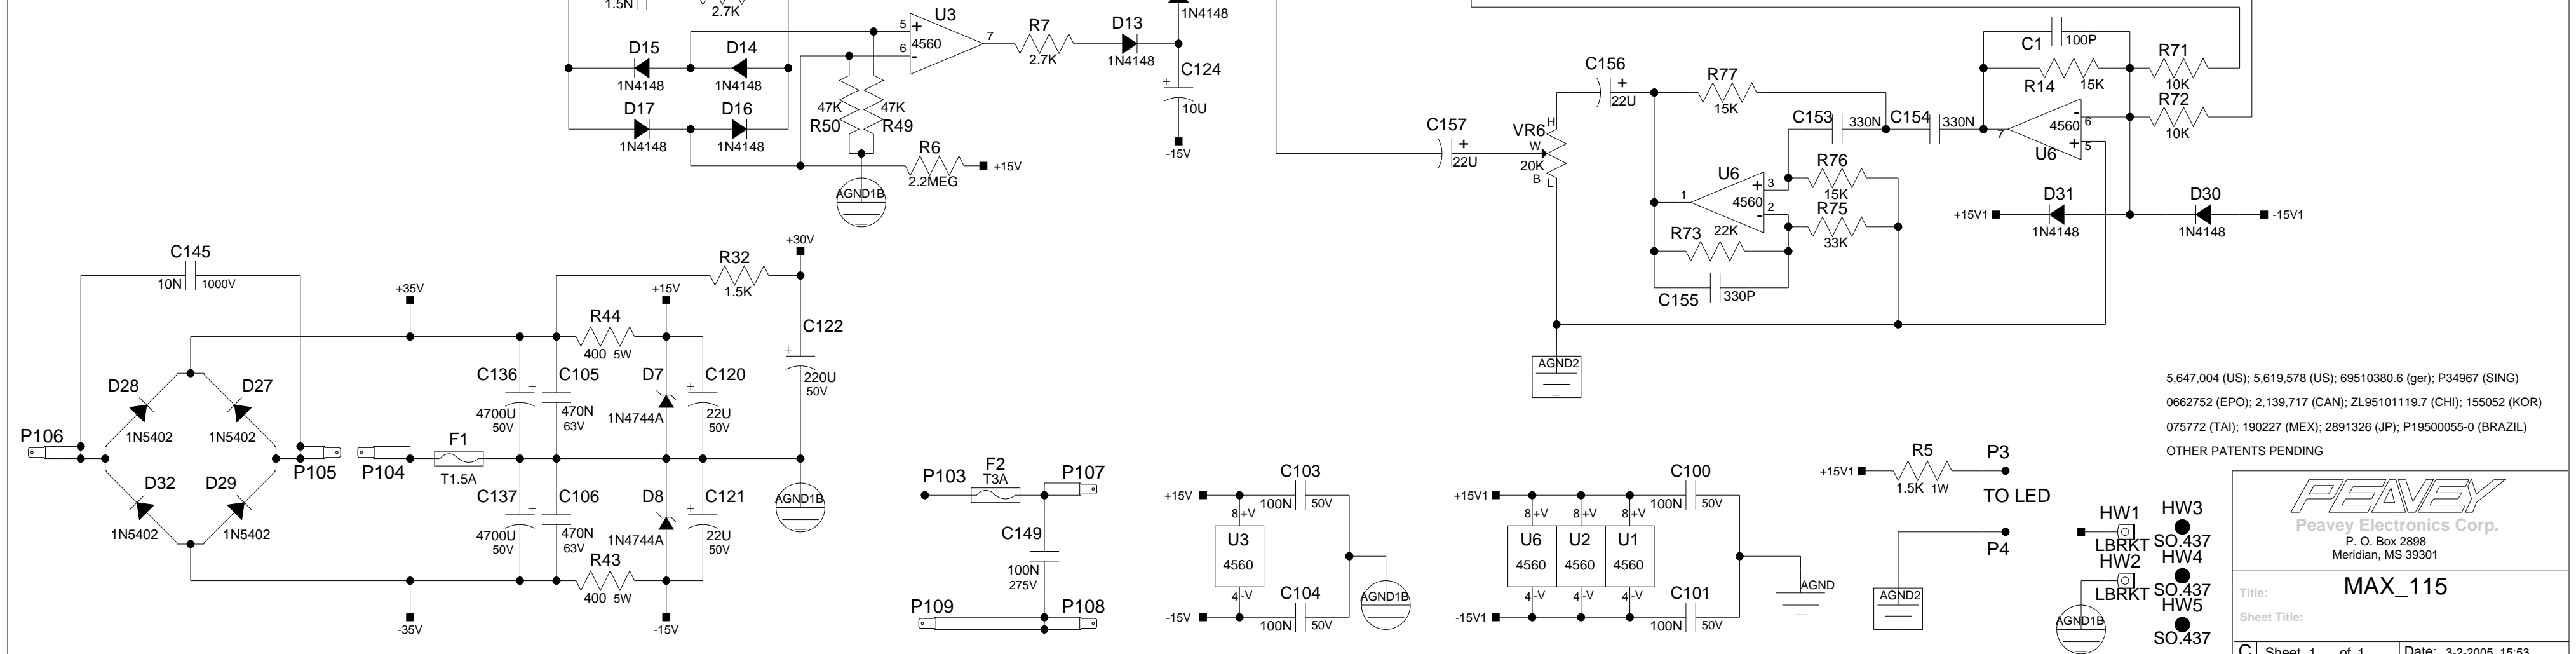 1.5N
2.7K
D15
1N4148
D14
1N4148
D17
1N4148
D16
1N4148
U3
5
+
6
-
4560
7
R7
2.7K
D13
1N4148
1N4148
C124
+
10U
-15V
47K
R50
47K
R49
R6
2.2MEG
+15V
AGND1B
C157
+
22U
VR6
20K
H
W
B
L
C156
+
22U
R77
15K
C153
330N
C154
330N
U6
4560
1
+
3
-
2
R76
15K
R75
33K
R73
22K
C155
330P
AGND2
C1
100P
R14
15K
R71
10K
R72
10K
7
4560
-
6
+
5
U6
D31
+15V1
1N4148
D30
-15V1
1N4148
C145
10N
1000V
+35V
+15V
+30V
R32
1.5K
R44
400 5W
C122
+
220U
50V
D28
1N5402
D27
1N5402
D32
1N5402
D29
1N5402
P106
P105
P104
F1
T1.5A
C136
+
4700U
50V
C105
470N
63V
D7
1N4744A
C120
+
22U
50V
C137
+
4700U
50V
C106
470N
63V
D8
1N4744A
C121
+
22U
50V
R43
400 5W
-35V
-15V
AGND1B
P103
F2
T3A
P107
C149
100N
275V
P109
P108
+15V
C103
100N
50V
8
+V
U3
4560
4
-V
-15V
C104
100N
50V
AGND1B
+15V1
C100
100N
50V
8
+V
8
+V
8
+V
U6
4560
U2
4560
U1
4560
4
-V
4
-V
4
-V
-15V1
C101
100N
50V
AGND
+15V1
R5
1.5K 1W
P3
TO LED
P4
AGND2
5,647,004 (US); 5,619,578 (US); 69510380.6 (ger); P34967 (SING)
0662752 (EPO); 2,139,717 (CAN); ZL95101119.7 (CHI); 155052 (KOR)
075772 (TAI); 190227 (MEX); 2891326 (JP); P19500055-0 (BRAZIL)
OTHER PATENTS PENDING
HW1
LBRKT
HW2
LBRKT
AGND1B
HW3
SO.437
HW4
SO.437
HW5
SO.437
PEAVEY
Peavey Electronics Corp.
P. O. Box 2898
Meridian, MS 39301
Title:
MAX_115
Sheet Title:
C
Sheet 1 of 1
Date: 3-2-2005 15:53